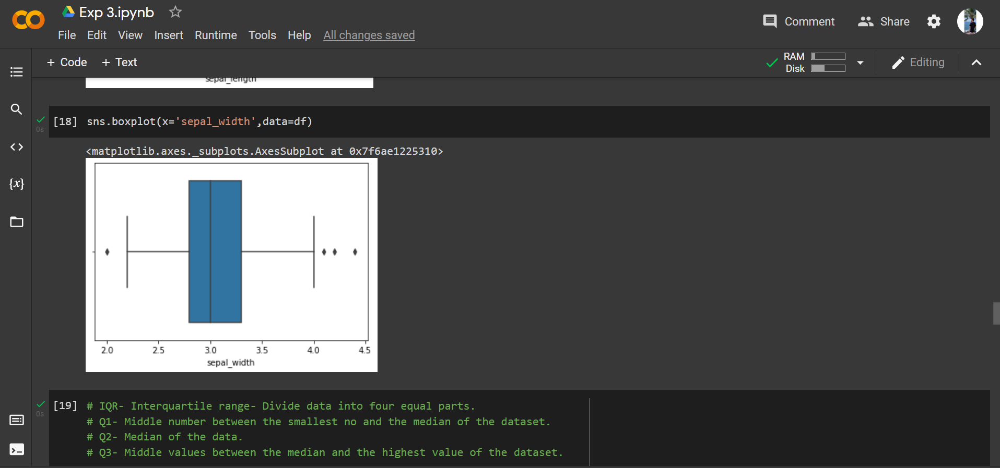 Exp 3.ipynb
Comment
Share
File Edit View Insert Runtime Tools Help All changes saved
+ Code + Text
RAM
Disk
Editing
sepal_length
[18] sns.boxplot(x='sepal_width',data=df)
0s
<matplotlib.axes._subplots.AxesSubplot at 0x7f6ae1225310>
{x}
2.0 2.5 3.0 3.5 4.0 4.5
sepal_width
[19] # IQR- Interquartile range- Divide data into four equal parts.
0s
# Q1- Middle number between the smallest no and the median of the dataset.
# Q2- Median of the data.
# Q3- Middle values between the median and the highest value of the dataset.